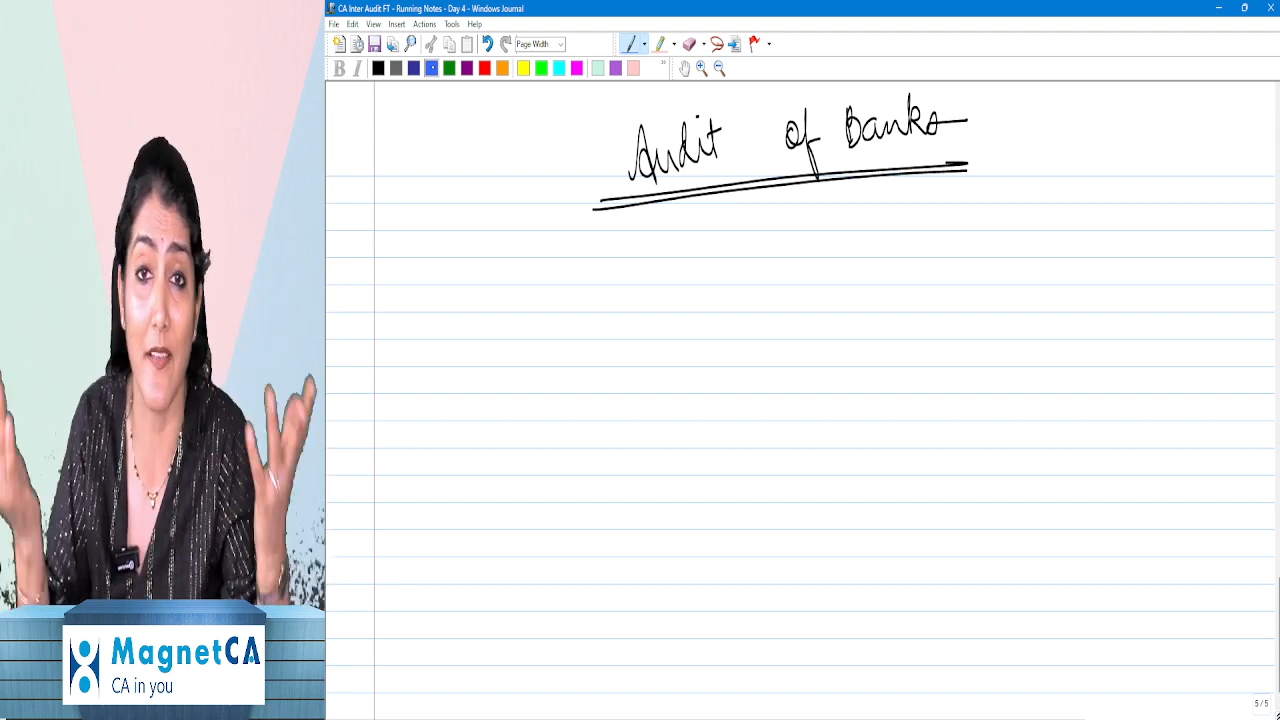 CA Inter Audit FT - Running Notes - Day 4 - Windows Journal
File Edit View Insert Actions Tools Help
Page Width
B I
Audit of Banks
5 / 5
MagnetCA
CA in you